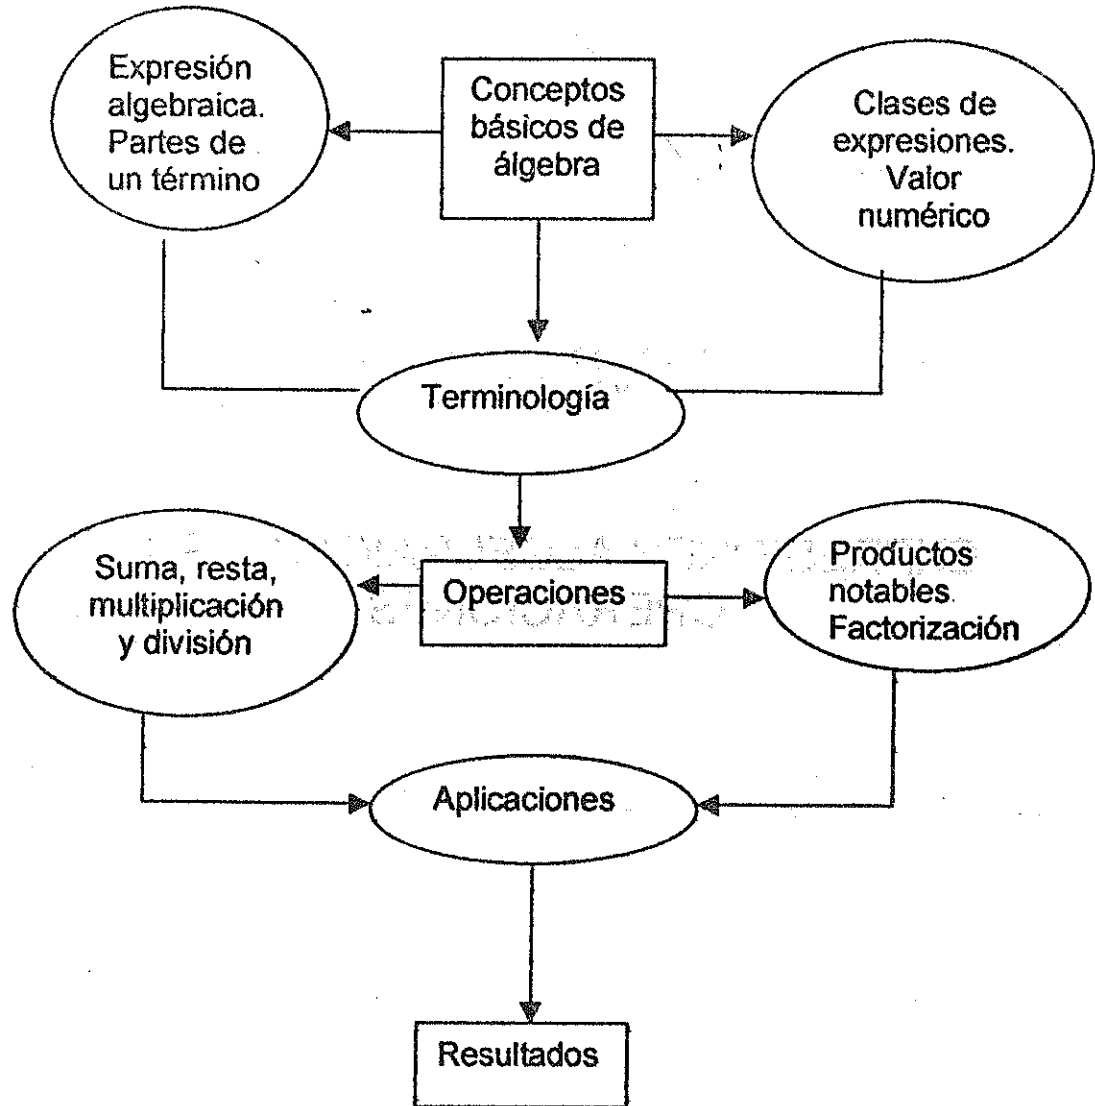 Expresión
algebraica.
Partes de
un término
Conceptos
básicos de
álgebra
Clases de
expresiones.
Valor
numérico
Terminología
Suma, resta,
multiplicación
y división
Operaciones
Productos
notables.
Factorización
Aplicaciones
Resultados